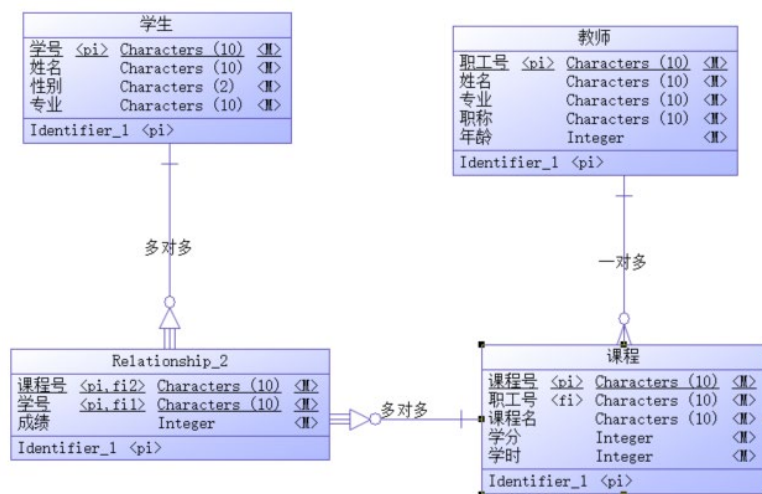 学生
学号 <pi> Characters (10) <M>
姓名 Characters (10) <M>
性别 Characters (2) <M>
专业 Characters (10) <M>
Identifier_1 <pi>
教师
职工号 <pi> Characters (10) <M>
姓名 Characters (10) <M>
专业 Characters (10) <M>
职称 Characters (10) <M>
年龄 Integer <M>
Identifier_1 <pi>
多对多
一对多
Relationship_2
课程号 <pi,fi2> Characters (10) <M>
学号 <pi,fi1> Characters (10) <M>
成绩 Integer <M>
Identifier_1 <pi>
多对多
课程
课程号 <pi> Characters (10) <M>
职工号 <fi> Characters (10) <M>
课程名 Characters (10) <M>
学分 Integer <M>
学时 Integer <M>
Identifier_1 <pi>